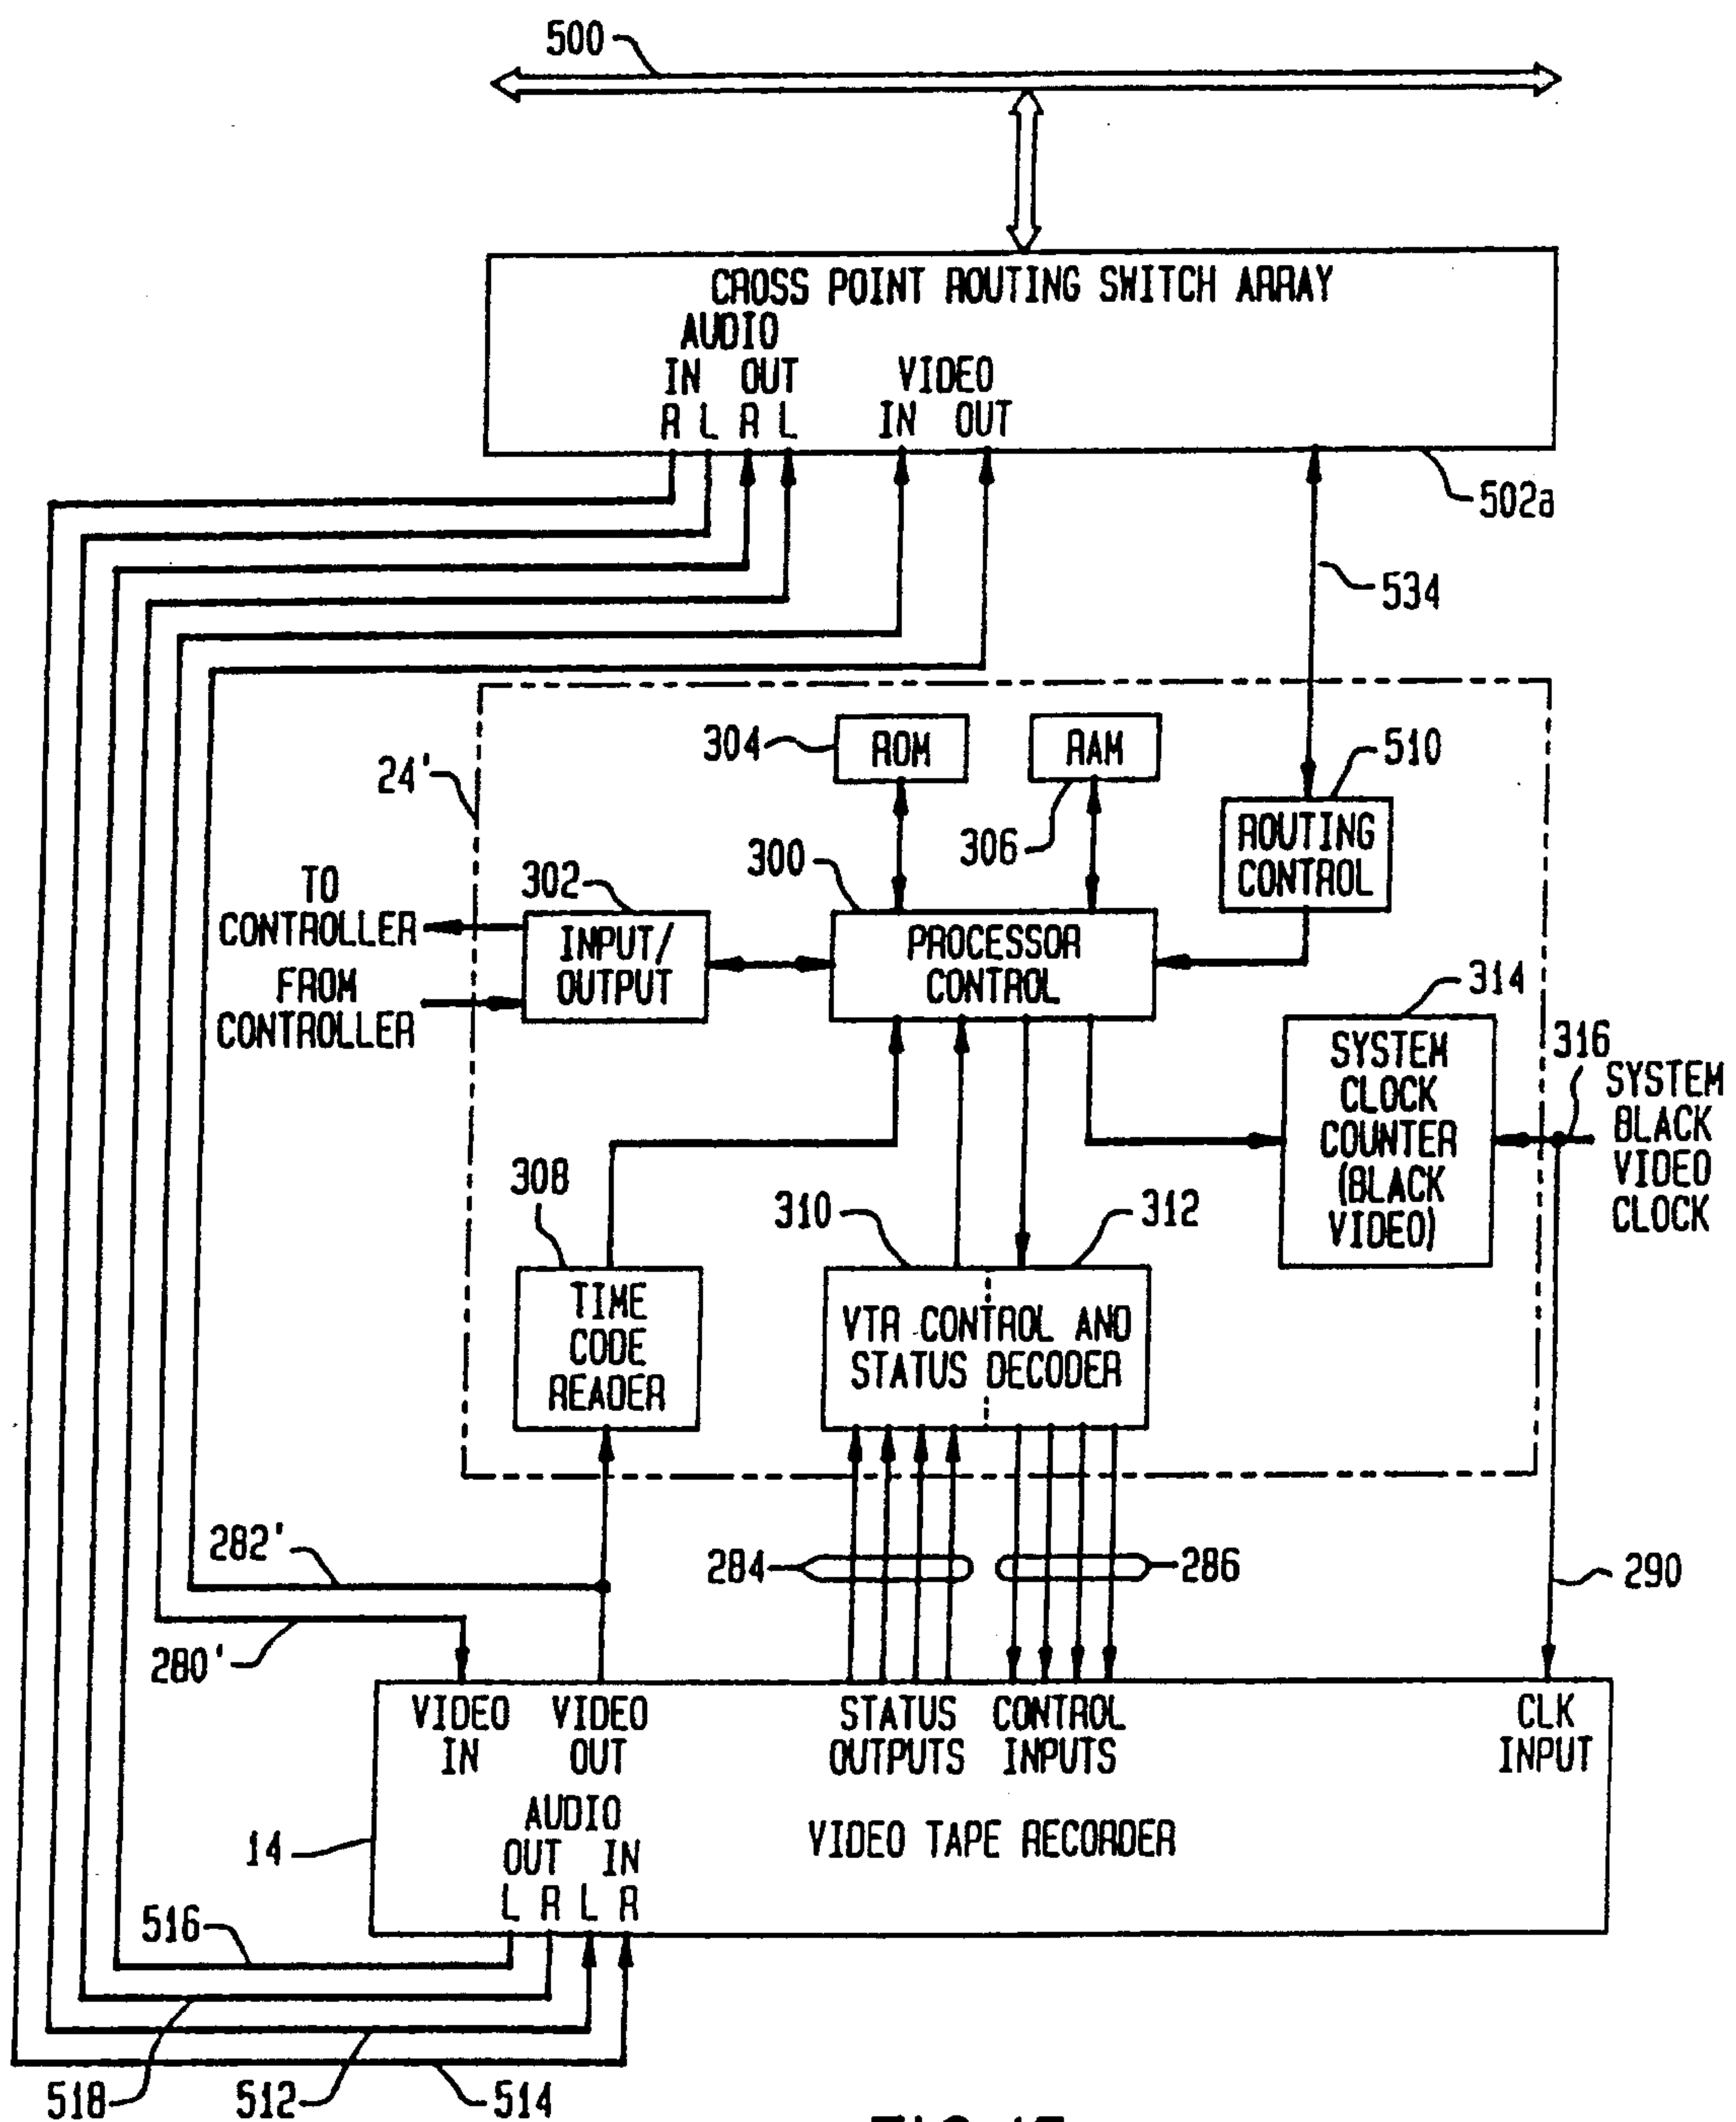 500
CROSS POINT ROUTING SWITCH ARRAY
AUDIO
IN OUT
R L R L
VIDEO
IN OUT
502a
534
304
ROM
RAM
306
510
ROUTING
CONTROL
24'
300
302
TO
CONTROLLER
FROM
CONTROLLER
INPUT/
OUTPUT
PROCESSOR
CONTROL
314
SYSTEM
CLOCK
COUNTER
(BLACK
VIDEO)
316
SYSTEM
BLACK
VIDEO
CLOCK
308
TIME
CODE
READER
310
312
VTR CONTROL AND
STATUS DECODER
282'
280'
284
286
290
VIDEO
IN
VIDEO
OUT
STATUS
OUTPUTS
CONTROL
INPUTS
CLK
INPUT
AUDIO
OUT IN
L R L R
VIDEO TAPE RECORDER
14
516
518
512
514